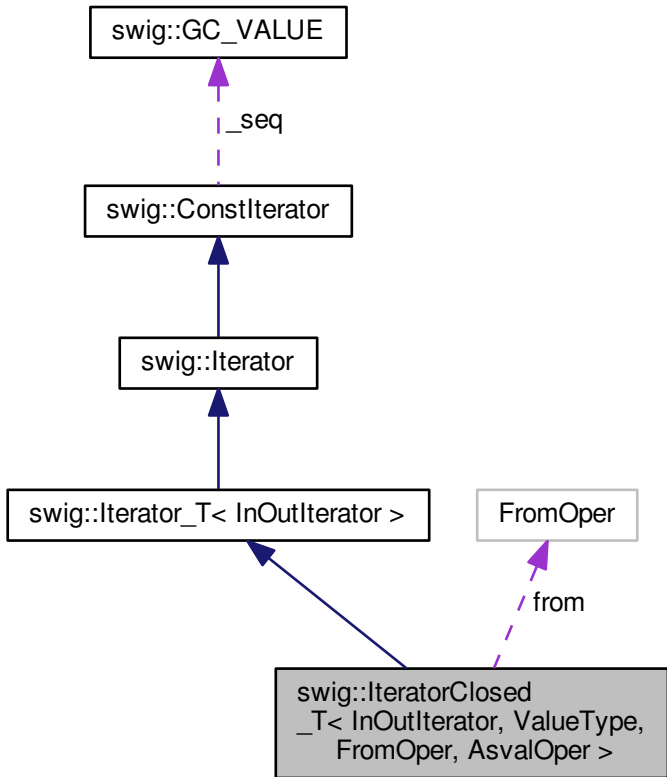 swig::GC_VALUE
_seq
swig::ConstIterator
swig::Iterator
swig::Iterator_T< InOutIterator >
FromOper
from
swig::IteratorClosed
_T< InOutIterator, ValueType,
FromOper, AsvalOper >